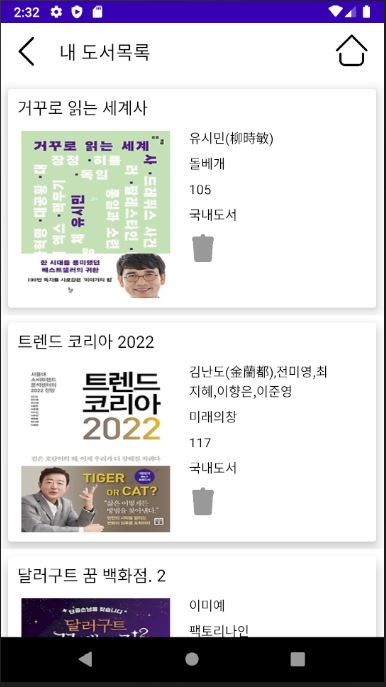 2:32
내 도서목록
거꾸로 읽는 세계사
거꾸로 읽는 세계
사
유시민
한 시대를 풍미했던
베스트셀러의 귀환
유시민(柳時敏)
돌베개
105
국내도서
트렌드 코리아 2022
트렌드
코리아
2022
TIGER
OR CAT?
김난도(金蘭都),전미영,최
지혜,이향은,이준영
미래의창
117
국내도서
달러구트 꿈 백화점. 2
달러구트
이미예
팩토리나인